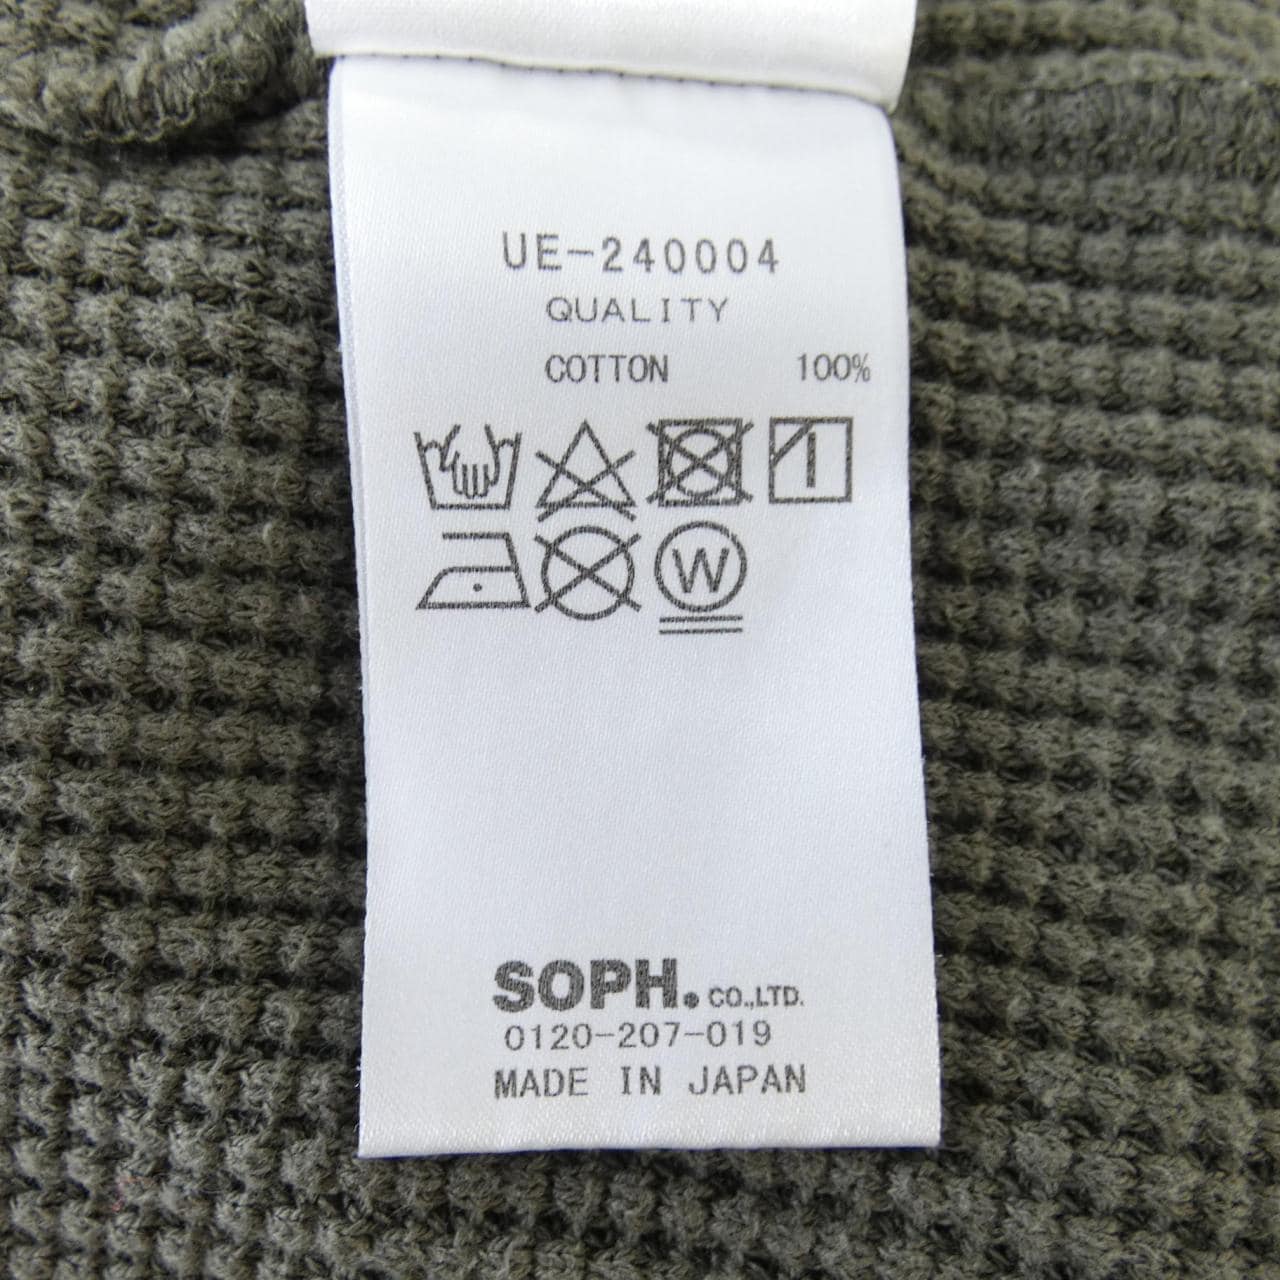 UE-240004
QUALITY
COTTON 100%
W
SOPH. CO.,LTD.
0120-207-019
MADE IN JAPAN